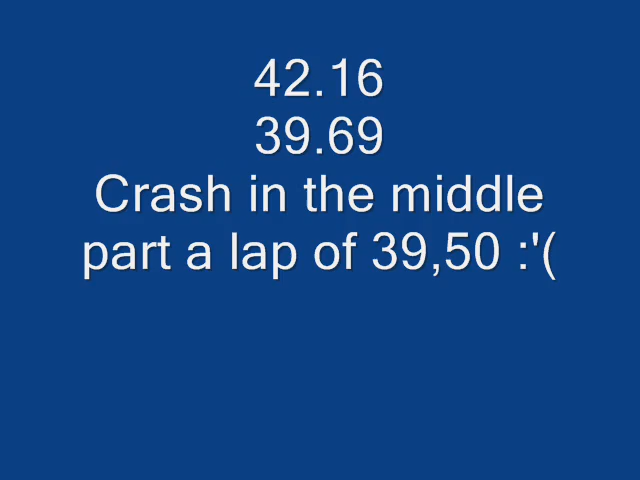 42.16
39.69
Crash in the middle
part a lap of 39,50 :'(